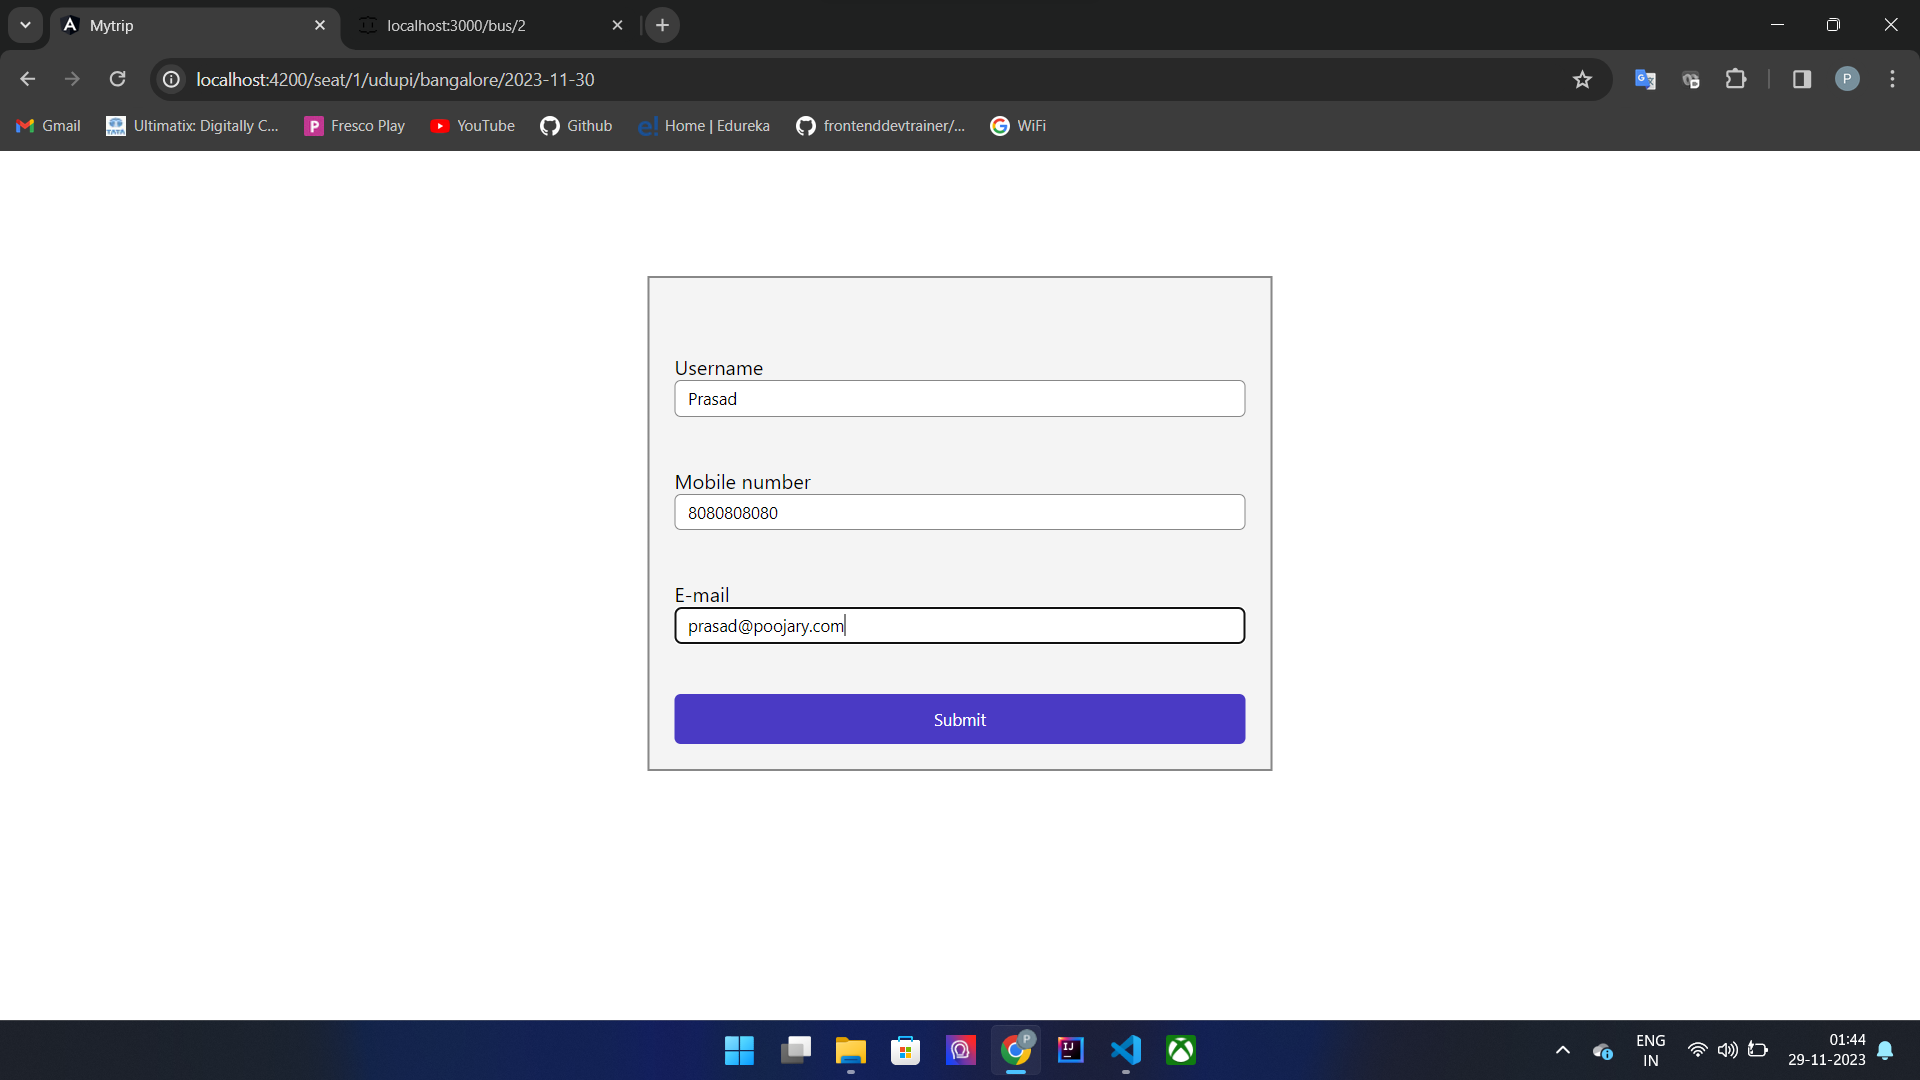 Mytrip
localhost:3000/bus/2
localhost:4200/seat/1/udupi/bangalore/2023-11-30
P
Gmail
Ultimatix: Digitally C...
Fresco Play
YouTube
Github
Home | Edureka
frontenddevtrainer/...
WiFi
Username
Prasad
Mobile number
8080808080
E-mail
prasad@poojary.com
Submit
ENG
IN
01:44
29-11-2023